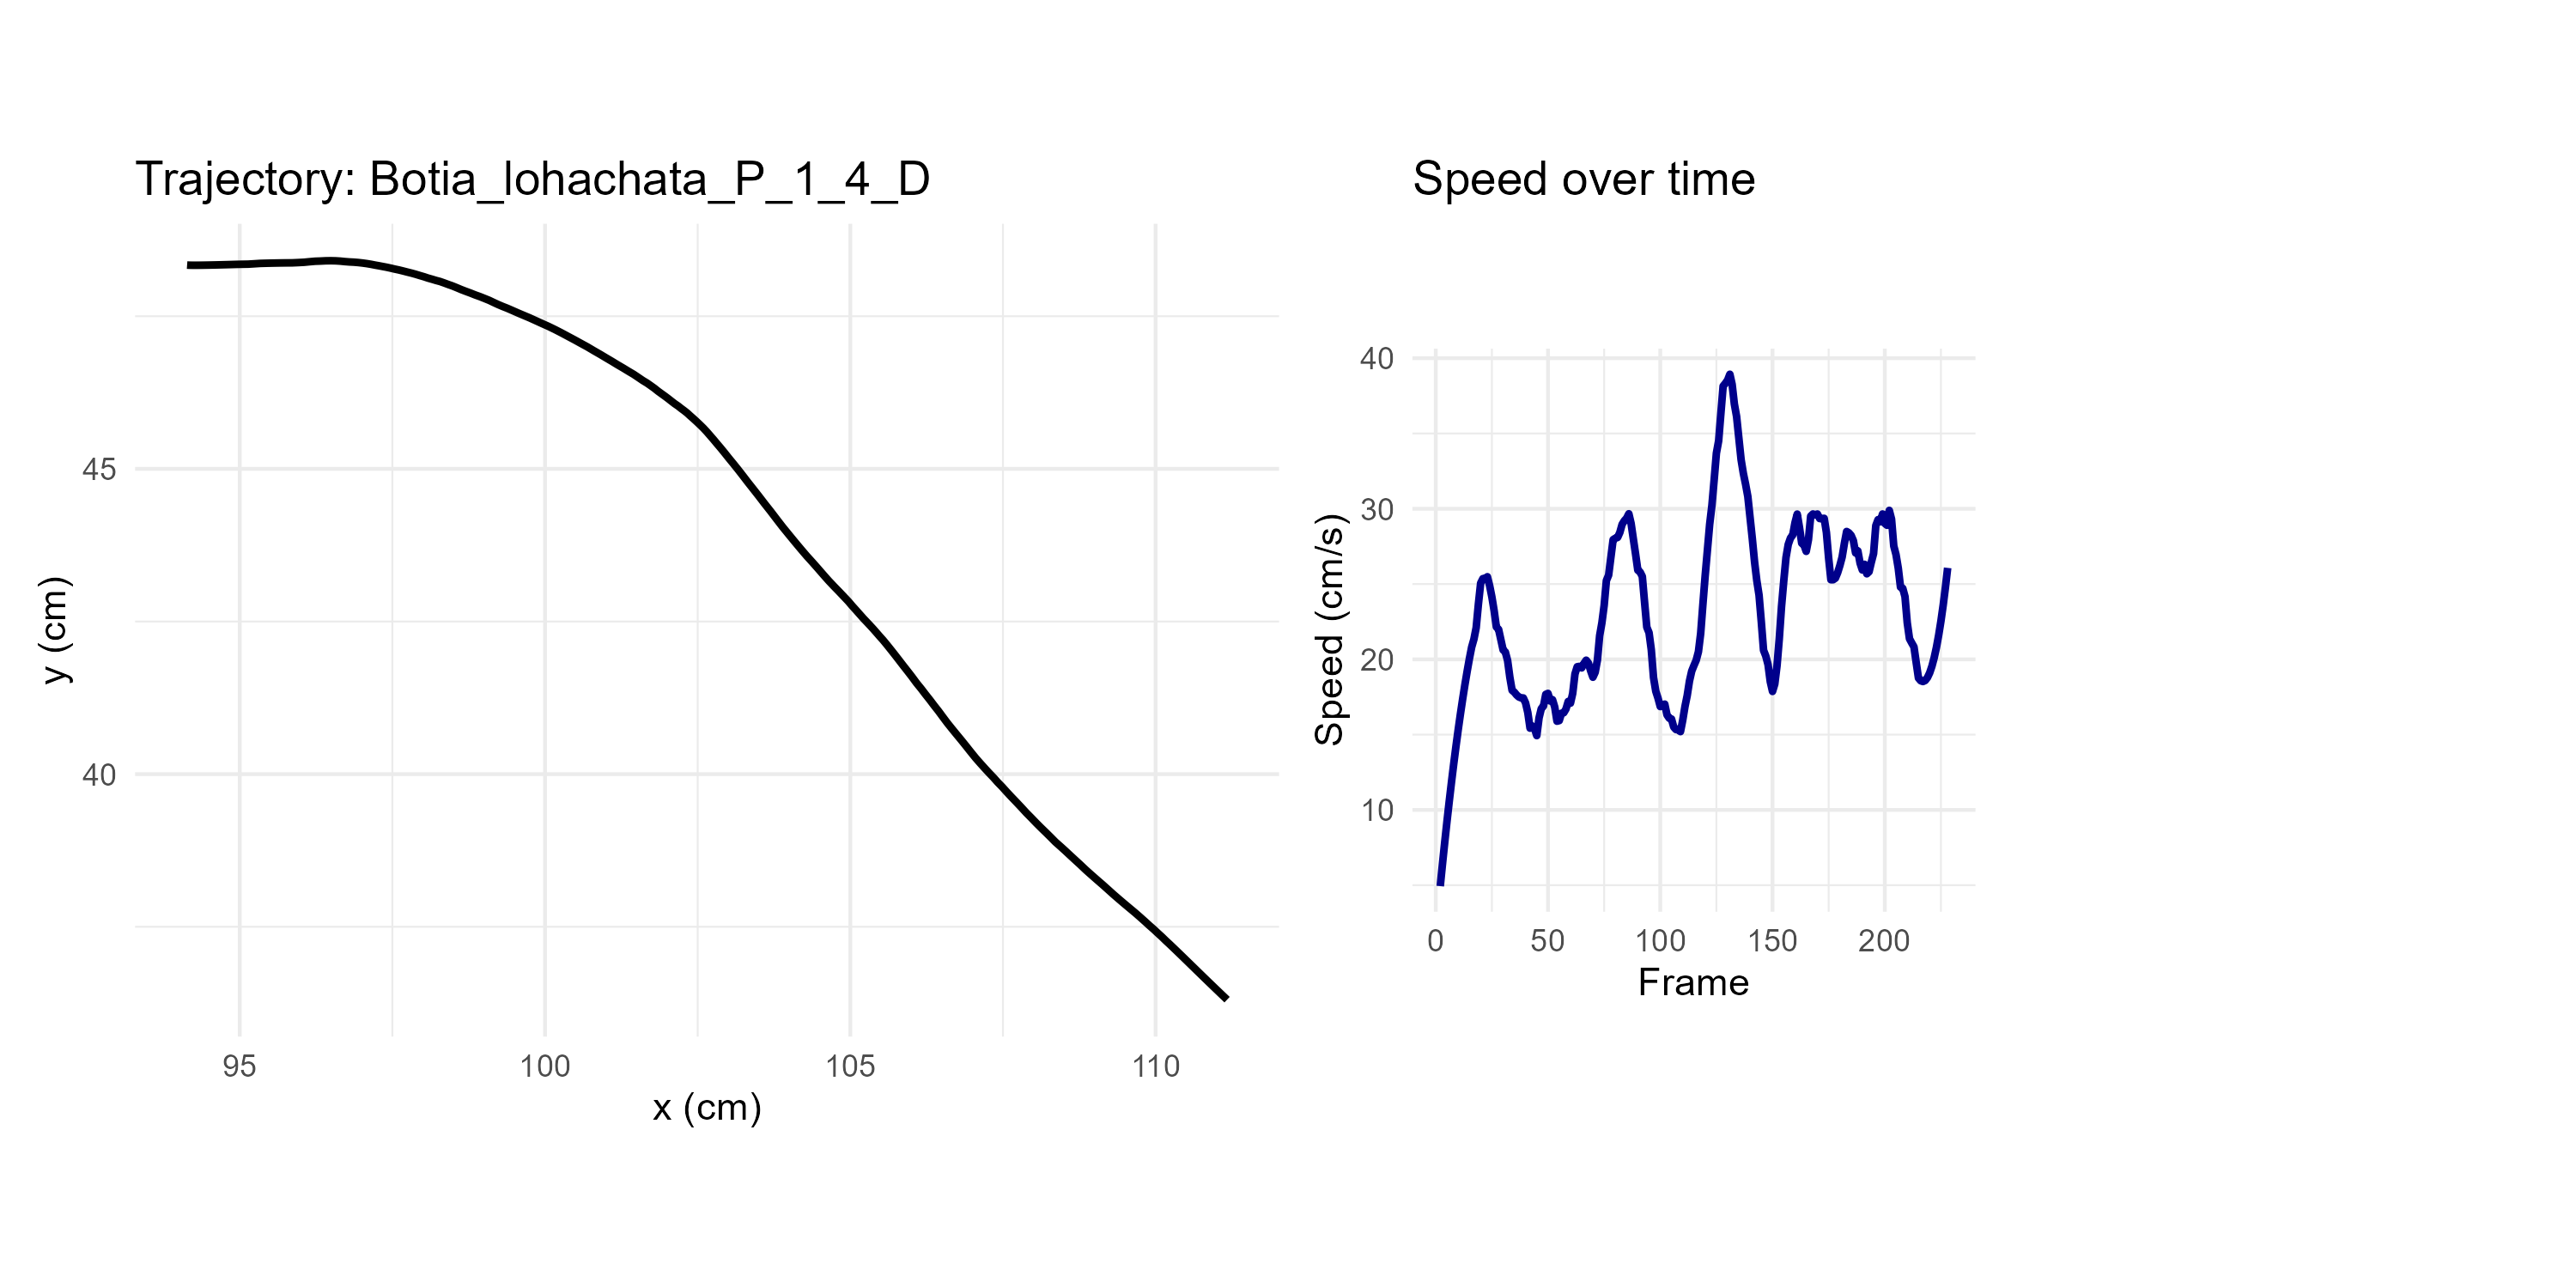 Trajectory: Botia_lohachata_P_1_4_D
45
40
y (cm)
95 100 105 110
x (cm)
Speed over time
40
30
20
10
Speed (cm/s)
0 50 100 150 200
Frame